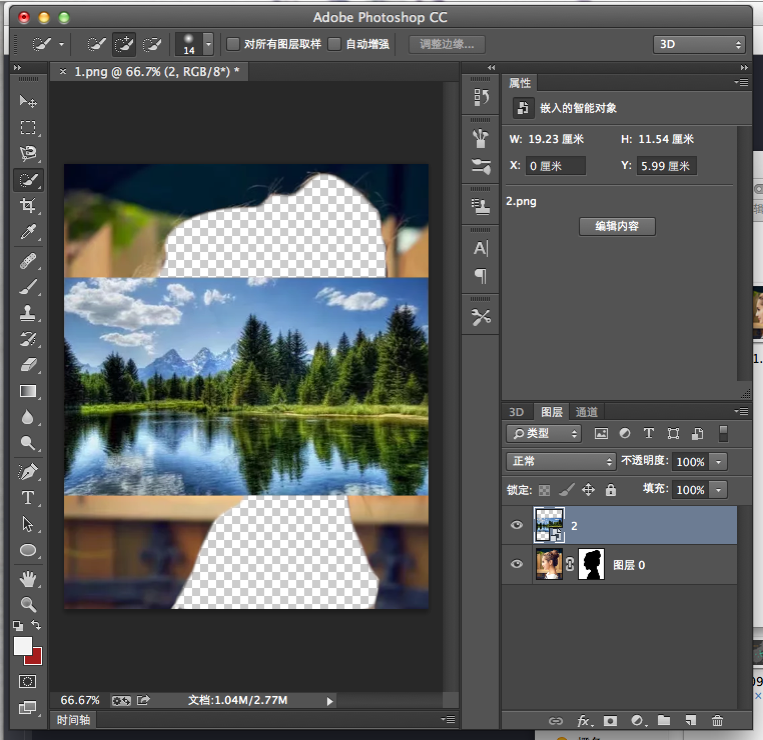 Adobe Photoshop CC
14
对所有图层取样
自动增强
调整边缘...
3D
× 1.png @ 66.7% (2, RGB/8*) *
属性
嵌入的智能对象
W: 19.23 厘米
H: 11.54 厘米
X: 0 厘米
Y: 5.99 厘米
2.png
编辑内容
3D 图层 通道
类型
正常
不透明度: 100%
锁定:
填充: 100%
2
图层 0
fx
66.67%
文档:1.04M/2.77M
时间轴